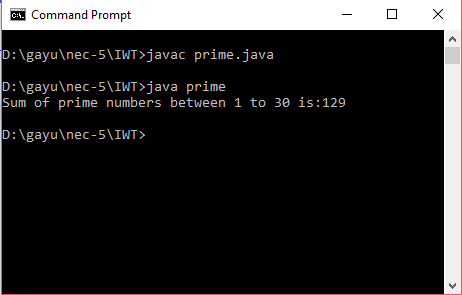 Command Prompt
D:\gayu\nec-5\IWT>javac prime.java
D:\gayu\nec-5\IWT>java prime
Sum of prime numbers between 1 to 30 is:129
D:\gayu\nec-5\IWT>